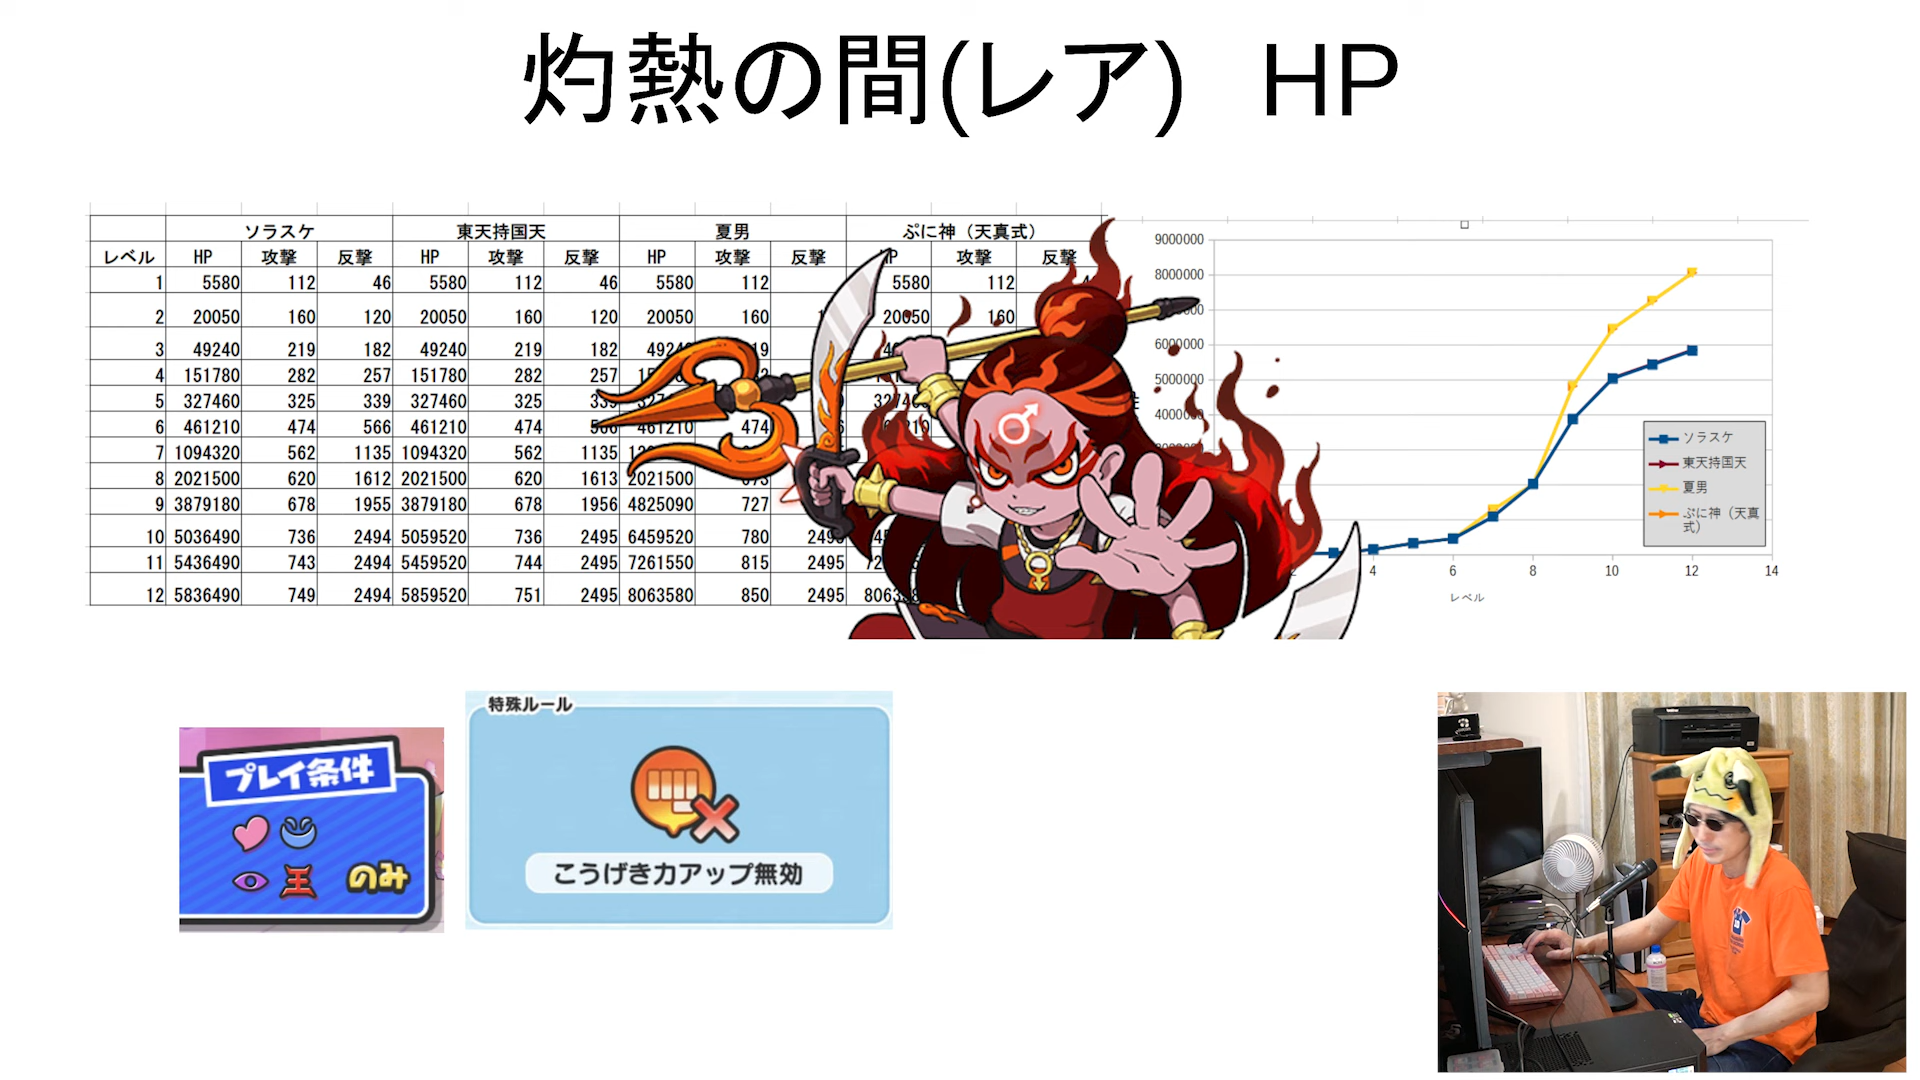 灼熱の間(レア)　HP
ソラスケ 東天持国天 夏男 ぷに神（天真式）
レベル HP 攻撃 反撃 HP 攻撃 反撃 HP 攻撃 反撃 攻撃 反撃
1 5580 112 46 5580 112 46 5580 112 5580 112
2 20050 160 120 20050 160 120 20050 160 20050 160
3 49240 219 182 49240 219 182
4 151780 282 257 151780 282 257
5 327460 325 339 327460 325
6 461210 474 566 461210 474 461210 474
7 1094320 562 1135 1094320 562 1135
8 2021500 620 1612 2021500 620 1613 2021500
9 3879180 678 1955 3879180 678 1956 4825090 727
10 5036490 736 2494 5059520 736 2495 6459520 780
11 5436490 743 2494 5459520 744 2495 7261550 815 2495
12 5836490 749 2494 5859520 751 2495 8063580 850 2495
9000000
8000000
6000000
5000000
ソラスケ
東天持国天
夏男
ぷに神（天真
式）
4 6 8 10 12 14
レベル
特殊ルール
こうげき力アップ無効
プレイ条件
のみ